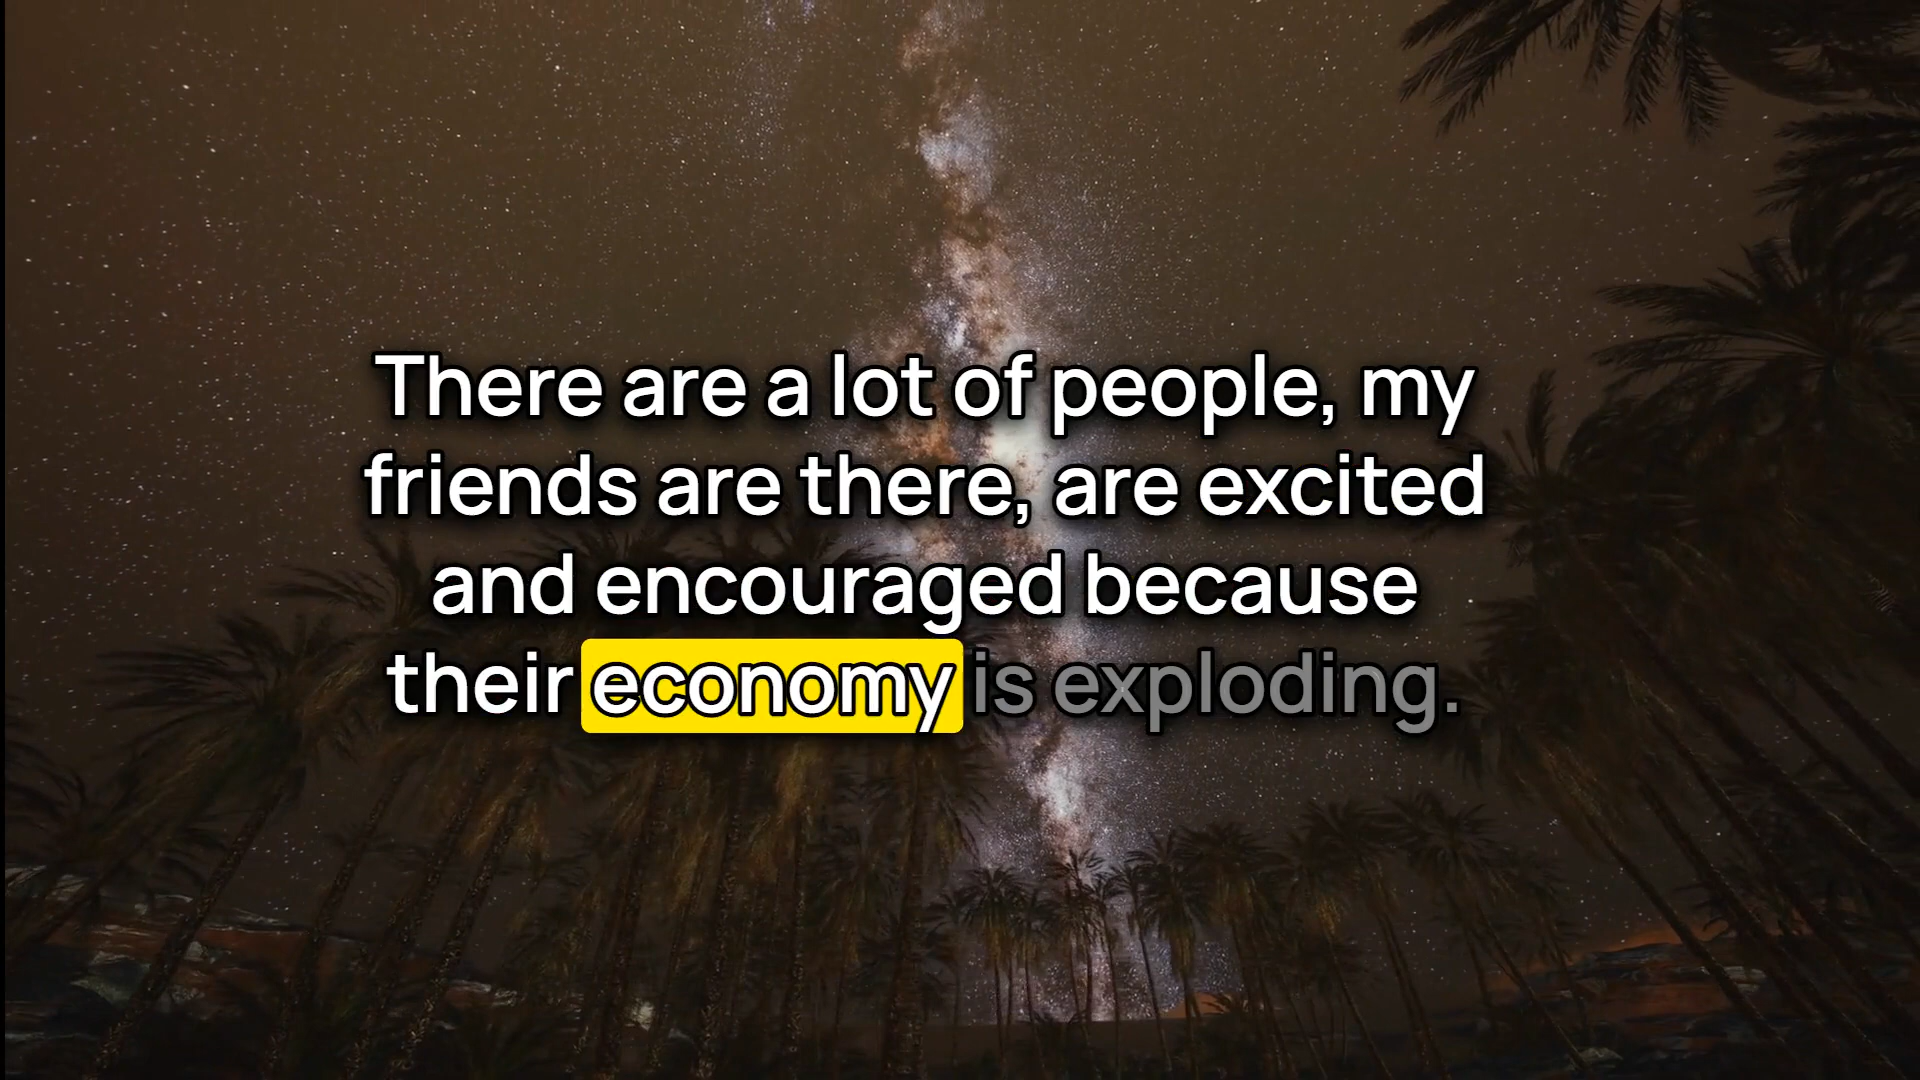 There are a lot of people, my
friends are there, are excited
and encouraged because
their economy is exploding.